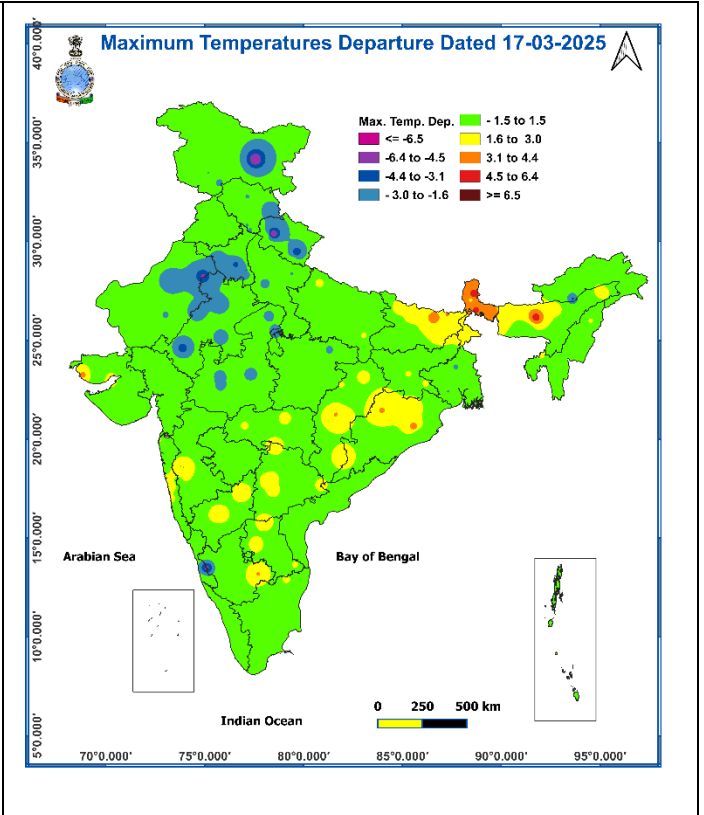 Maximum Temperatures Departure Dated 17-03-2025
Max. Temp. Dep.
<= -6.5
-6.4 to -4.5
-4.4 to -3.1
- 3.0 to -1.6
- 1.5 to 1.5
1.6 to 3.0
3.1 to 4.4
4.5 to 6.4
>= 6.5
40°0.000'
35°0.000'
30°0.000'
25°0.000'
20°0.000'
15°0.000'
10°0.000'
5°0.000'
Arabian Sea
Bay of Bengal
Indian Ocean
0 250 500 km
70°0.000' 75°0.000' 80°0.000' 85°0.000' 90°0.000' 95°0.000'